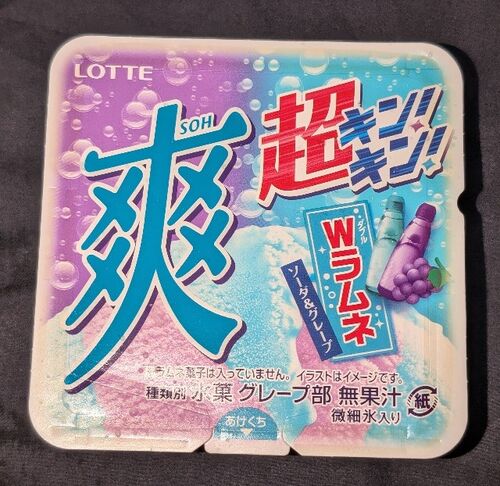 LOTTE
爽
SOH
超キンッ!
キンッ!
ダブル
Wラムネ
ソーダ&グレープ
ラムネ菓子は入っていません。イラストはイメージです。
種類別 氷菓 グレープ部 無果汁
微細氷入り
紙
あけくち